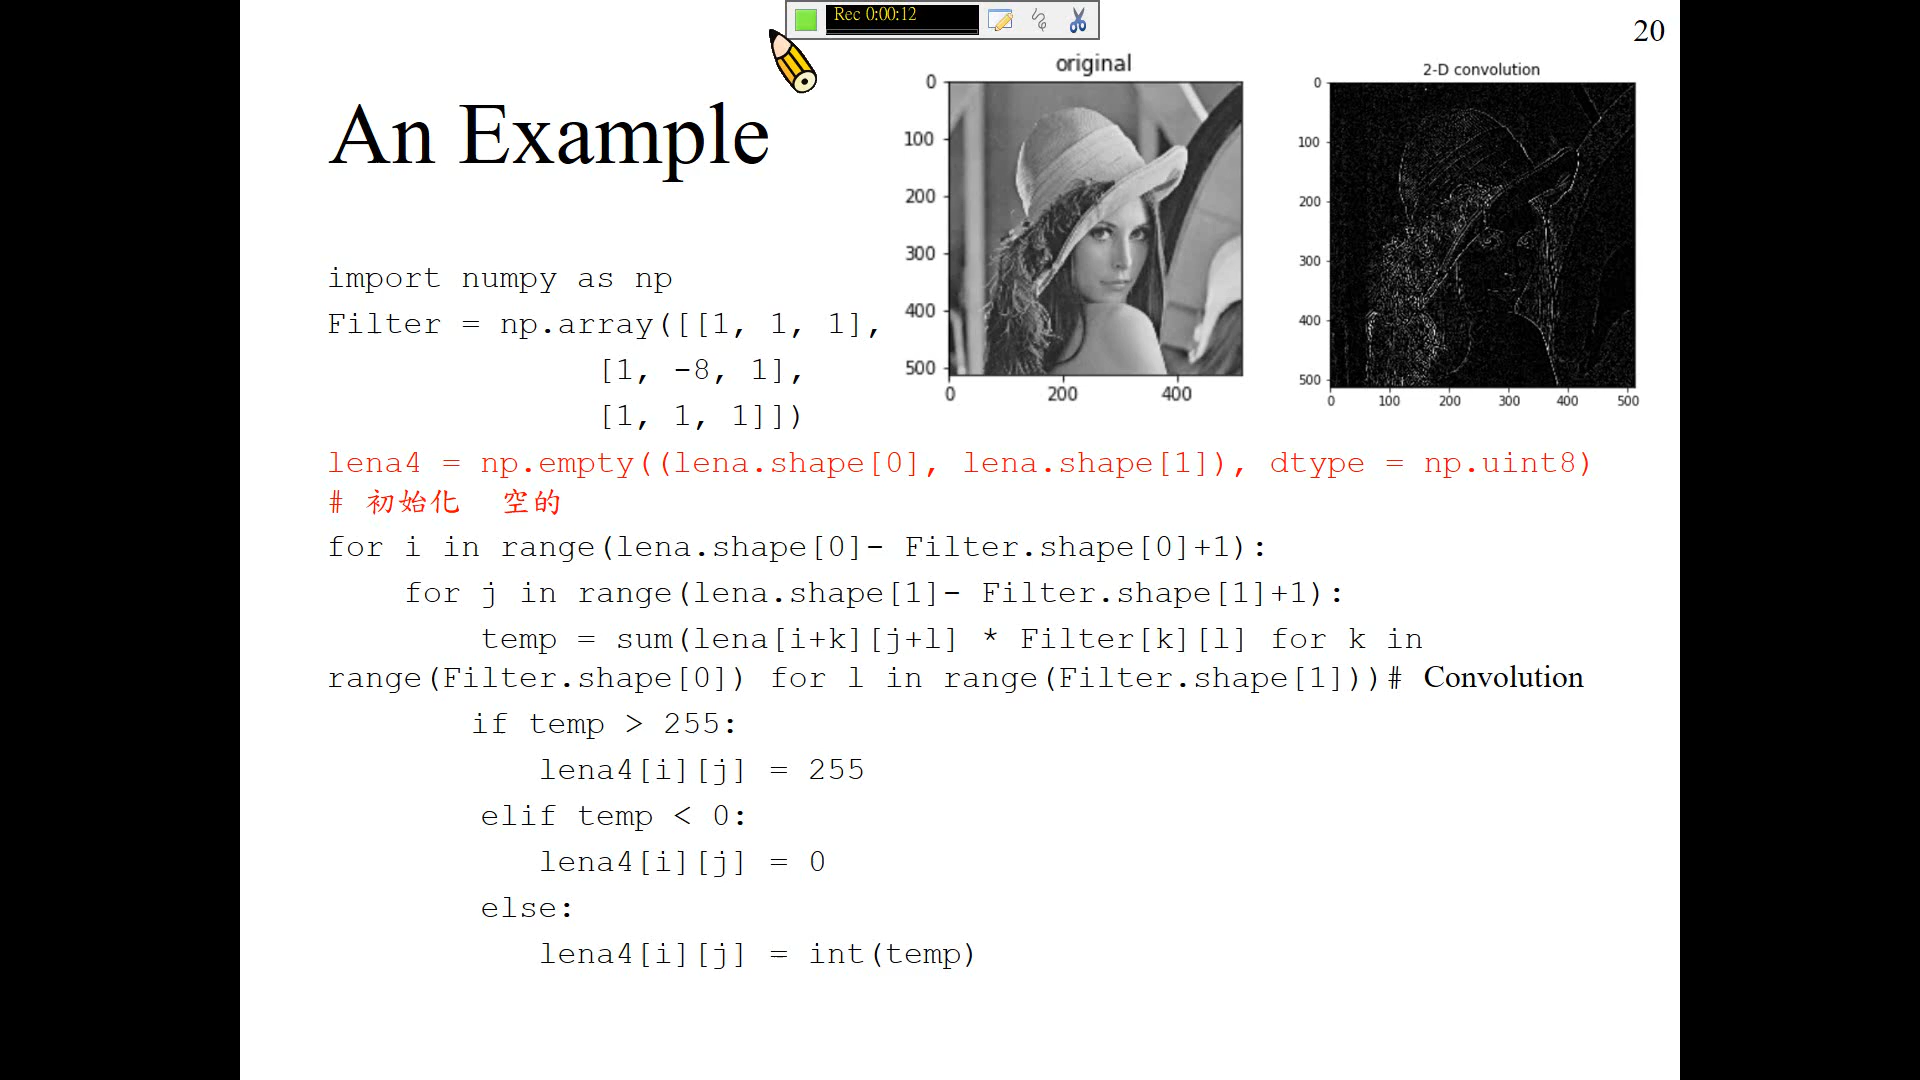 Rec 0:00:12
20
An Example
original
0
100
200
300
400
500
0 200 400
2-D convolution
0
100
200
300
400
500
0 100 200 300 400 500
import numpy as np
Filter = np.array([[1, 1, 1],
[1, -8, 1],
[1, 1, 1]])
lena4 = np.empty((lena.shape[0], lena.shape[1]), dtype = np.uint8)
# 初始化 空的
for i in range(lena.shape[0]- Filter.shape[0]+1):
for j in range(lena.shape[1]- Filter.shape[1]+1):
temp = sum(lena[i+k][j+l] * Filter[k][l] for k in
range(Filter.shape[0]) for l in range(Filter.shape[1]))# Convolution
if temp > 255:
lena4[i][j] = 255
elif temp < 0:
lena4[i][j] = 0
else:
lena4[i][j] = int(temp)